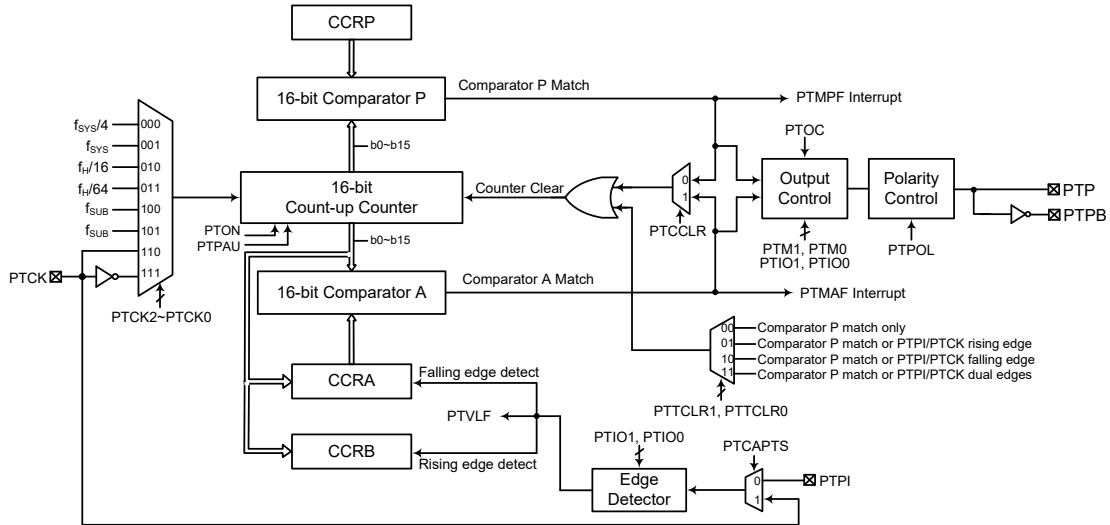 CCRP
16-bit Comparator P
Comparator P Match
PTMPF Interrupt
b0~b15
fSYS/4
000
fSYS
001
fH/16
010
fH/64
011
fSUB
100
fSUB
101
110
111
PTCK
PTCK2~PTCK0
16-bit
Count-up Counter
PTON
PTPAU
Counter Clear
0
1
PTCCLR
PTOC
Output
Control
PTM1, PTM0
PTIO1, PTIO0
Polarity
Control
PTPOL
PTP
PTPB
b0~b15
16-bit Comparator A
Comparator A Match
PTMAF Interrupt
00
Comparator P match only
01
Comparator P match or PTPI/PTCK rising edge
10
Comparator P match or PTPI/PTCK falling edge
11
Comparator P match or PTPI/PTCK dual edges
PTTCLR1, PTTCLR0
CCRA
Falling edge detect
PTVLF
CCRB
Rising edge detect
PTIO1, PTIO0
Edge
Detector
PTCAPTS
0
1
PTPI